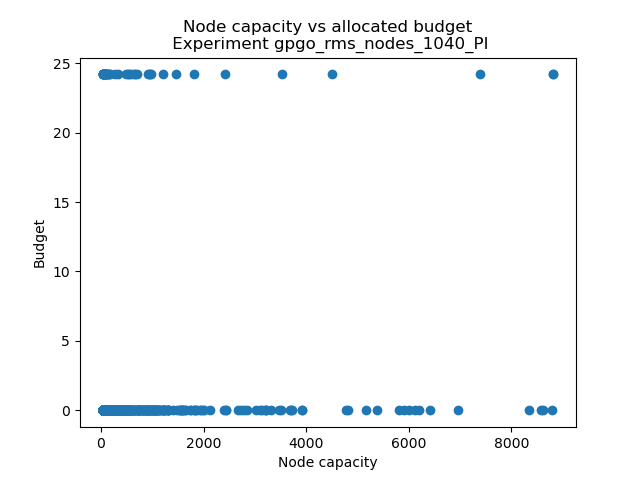 Node capacity vs allocated budget
Experiment gpgo_rms_nodes_1040_PI
25
20
15
10
5
0
Budget
0 2000 4000 6000 8000
Node capacity